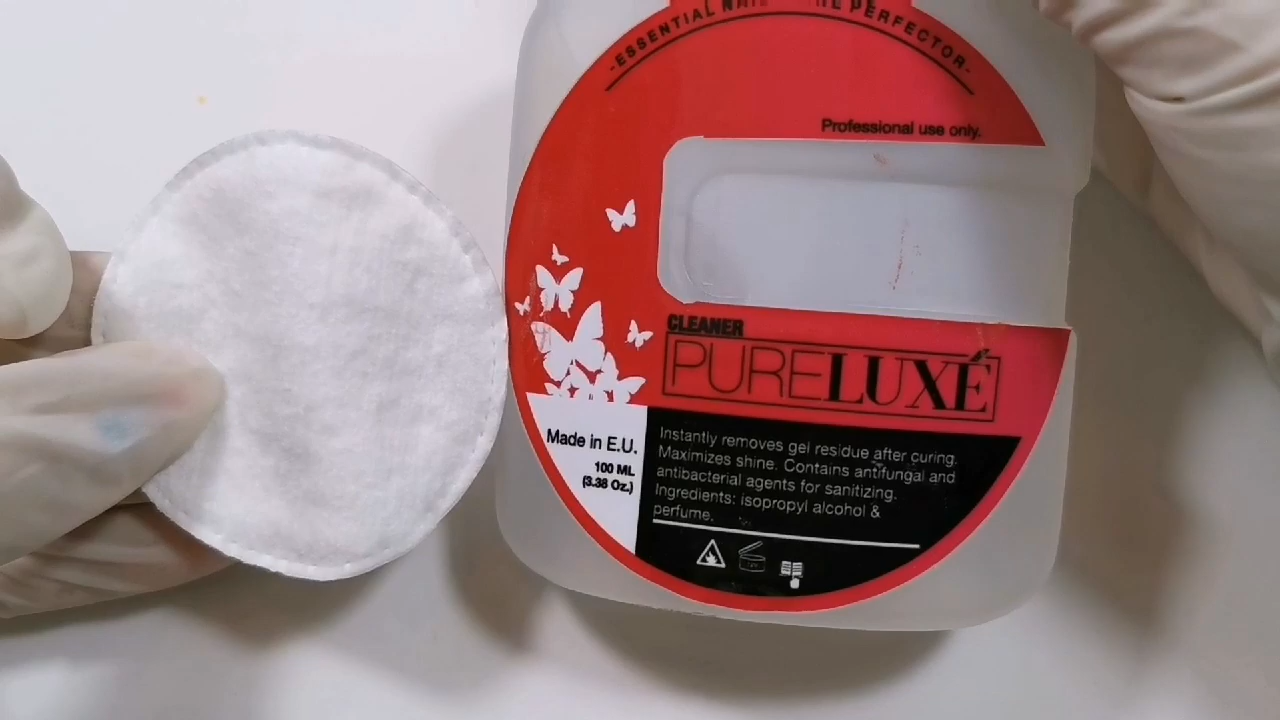 -ESSENTIAL PERFECTOR-
Professional use only.
CLEANER
PURELUXÉ
Made in E.U.
100 ML
(3.38 Oz.)
Instantly removes gel residue after curing.
Maximizes shine. Contains antifungal and
antibacterial agents for sanitizing.
Ingredients: isopropyl alcohol &
perfume.